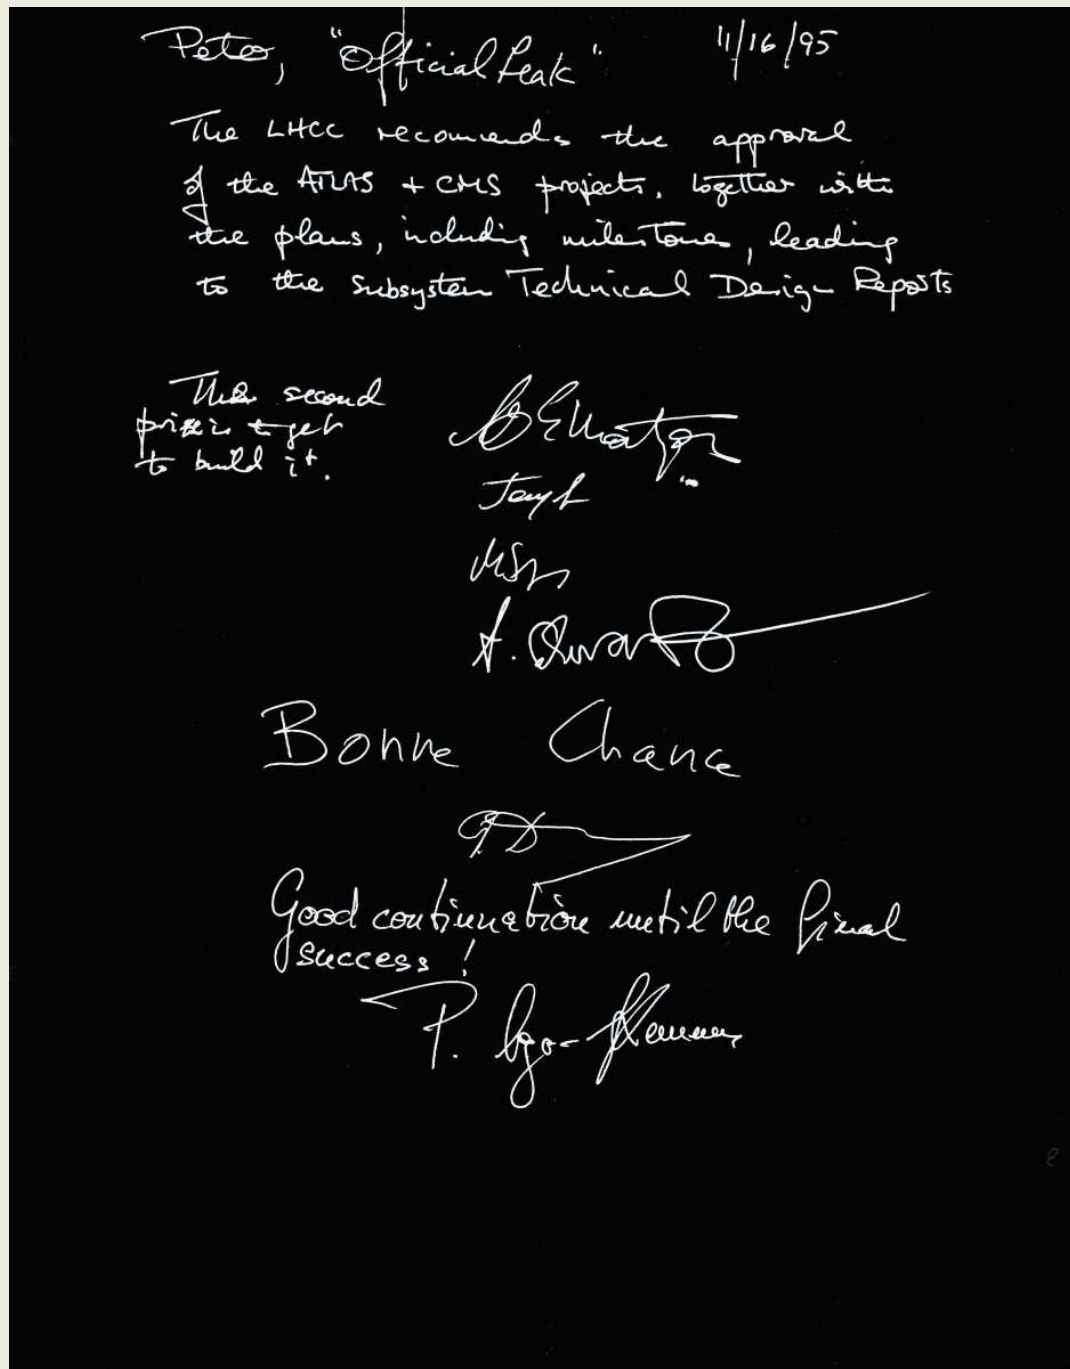 Peter, "Official Leak" 11/16/95
The LHCC recomends the approval
of the ATLAS + CMS projects, together with
the plans, including milestones, leading
to the Subsystem Technical Design Reports
The second
prize is to get
to build it.
Bonne Chance
Good continuation until the final
success!
P.